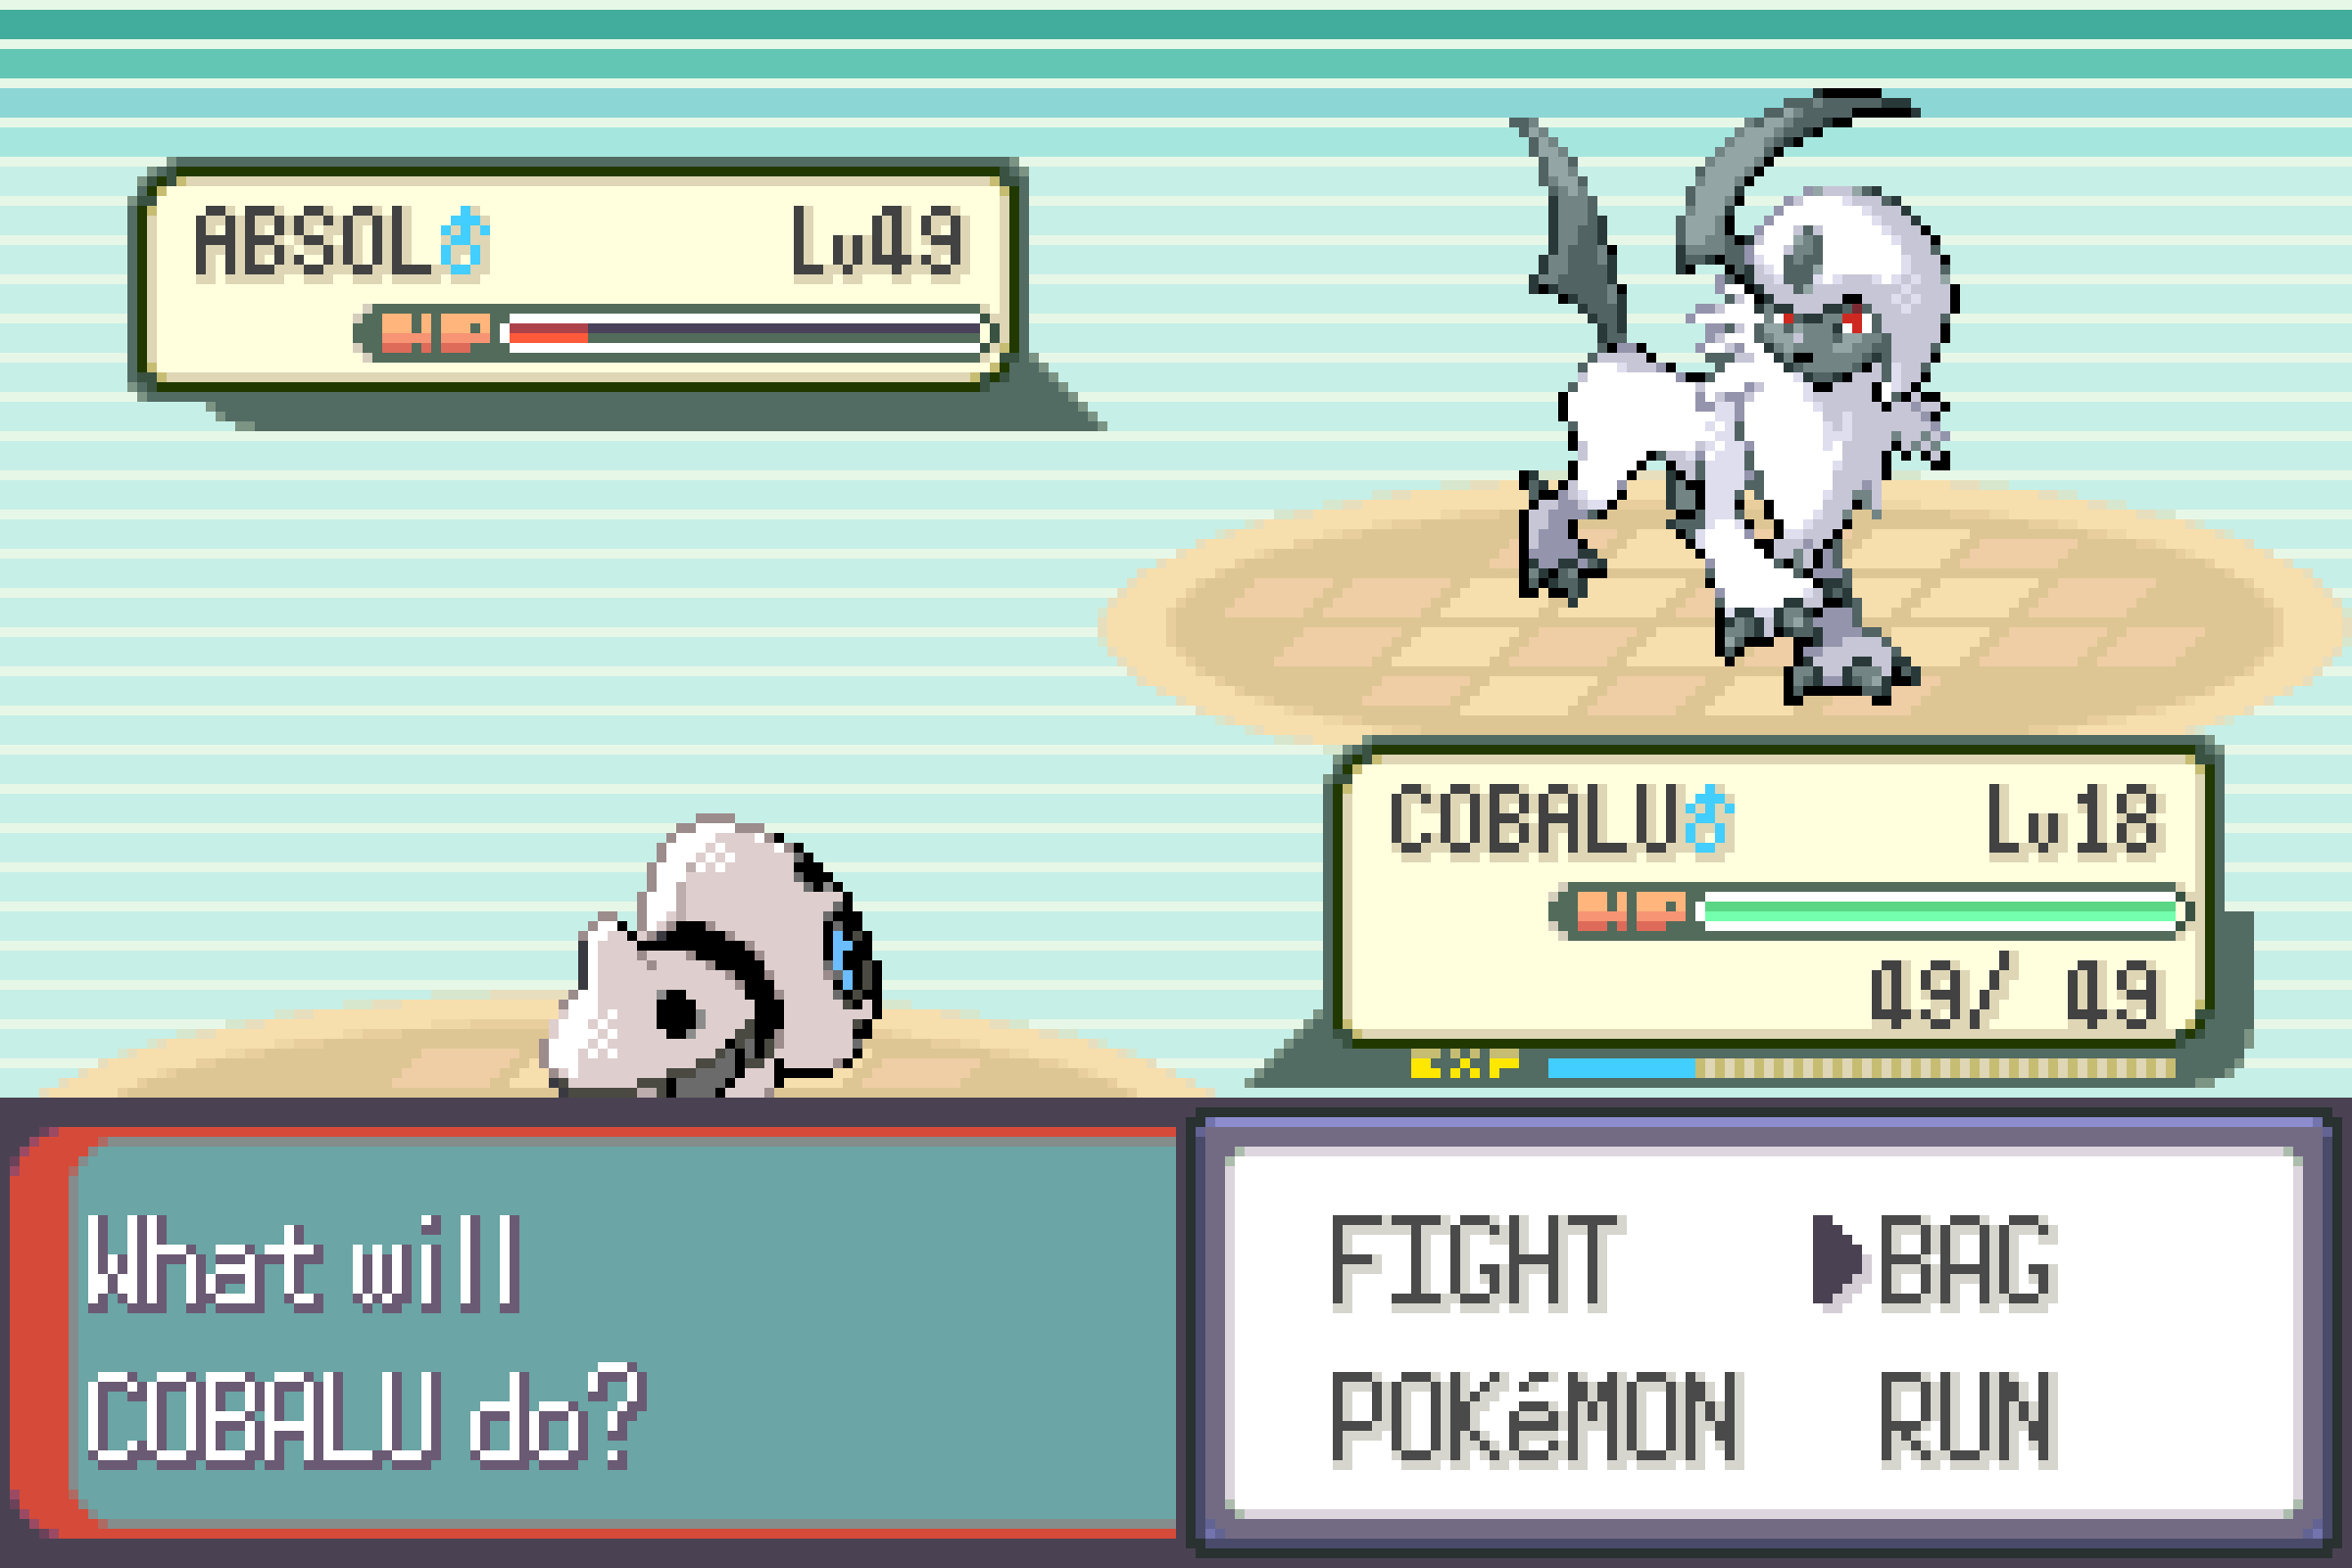 ABSOL♂ Lv49
HP
COBALU♂ Lv18
HP
49/ 49
EXP
What will
COBALU do?
FIGHT ▶BAG
POKéMON RUN